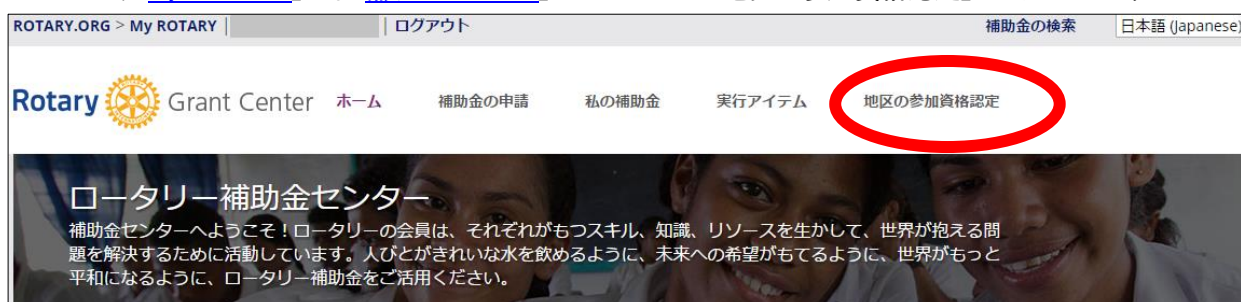 ROTARY.ORG > My ROTARY | | ログアウト 補助金の検索 日本語 (Japanese)
Rotary Grant Center ホーム 補助金の申請 私の補助金 実行アイテム 地区の参加資格認定
ロータリー補助金センター
補助金センターへようこそ！ロータリーの会員は、それぞれがもつスキル、知識、リソースを生かして、世界が抱える問
題を解決するために活動しています。人びとがきれいな水を飲めるように、未来への希望がもてるように、世界がもっと
平和になるように、ロータリー補助金をご活用ください。